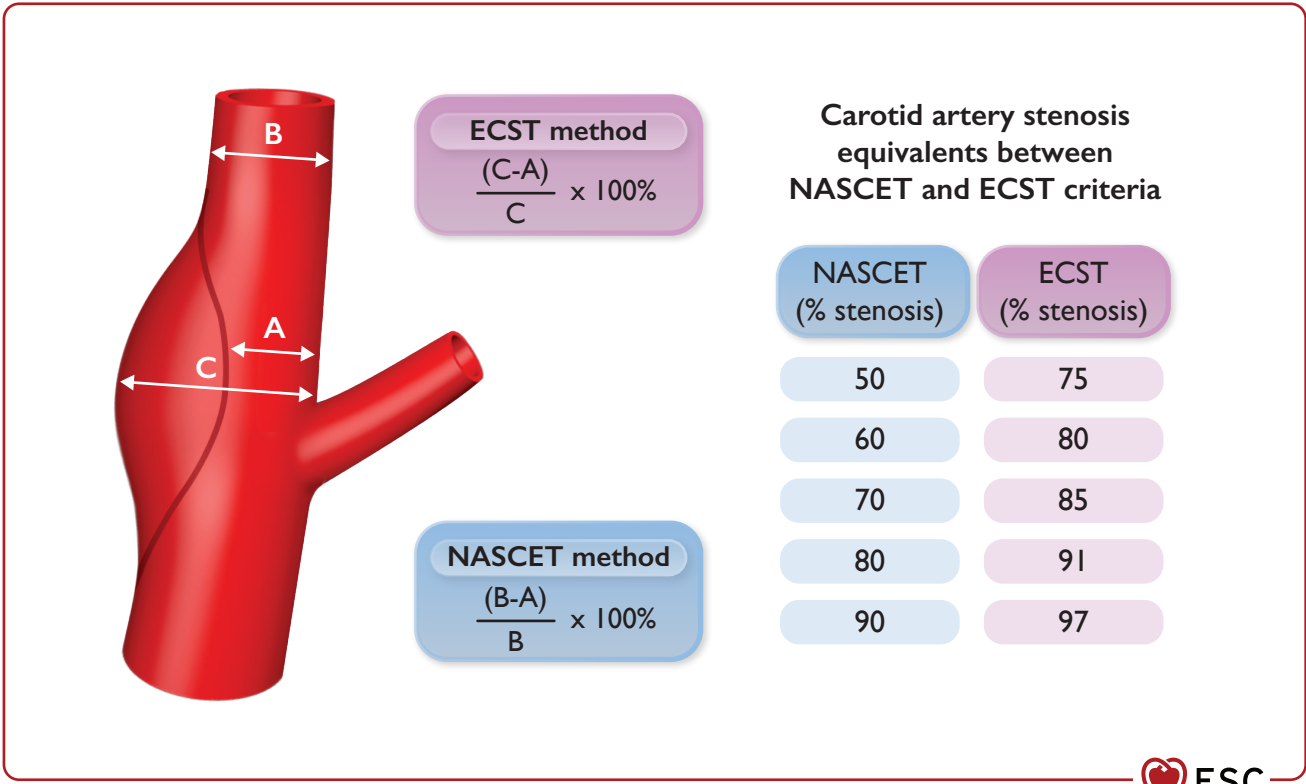 B
A
C
ECST method
(C-A)
C
x 100%
NASCET method
(B-A)
B
x 100%
Carotid artery stenosis
equivalents between
NASCET and ECST criteria
NASCET
(% stenosis)
ECST
(% stenosis)
50 75
60 80
70 85
80 91
90 97
ESC